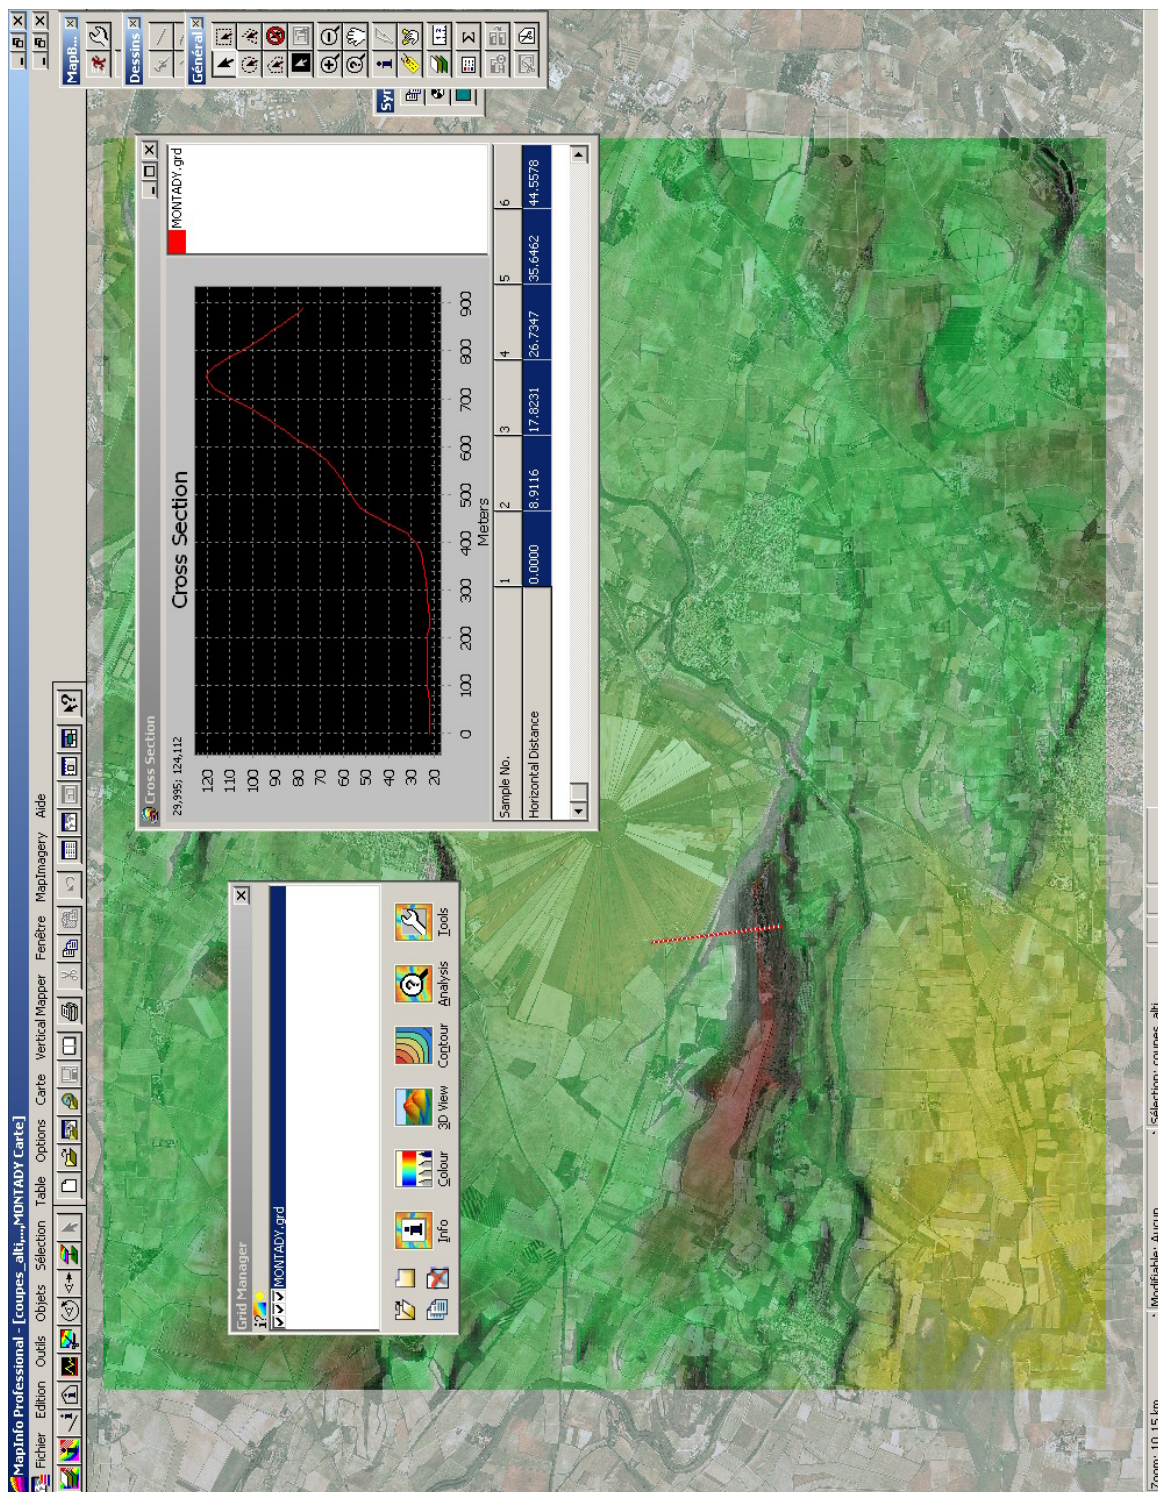 MapInfo Professional - [coupes_alti,...,MONTADY Carte]
Fichier Edition Outils Objets Sélection Table Options Carte Vertical Mapper Fenêtre MapImagery Aide
MapB...
Dessins
Général
Grid Manager
MONTADY.grd
Info Colour 3D View Contour Analysis Tools
Cross Section
29,995; 124,112
MONTADY.grd
Cross Section
120
110
100
90
80
70
60
50
40
30
20
0 100 200 300 400 500 600 700 800 900
Meters
Sample No. 1 2 3 4 5 6
Horizontal Distance 0.0000 8.9116 17.8231 26.7347 35.6462 44.5578
Zoom: 10,15 km Modifiable: Aucun Sélection: coupes_alti